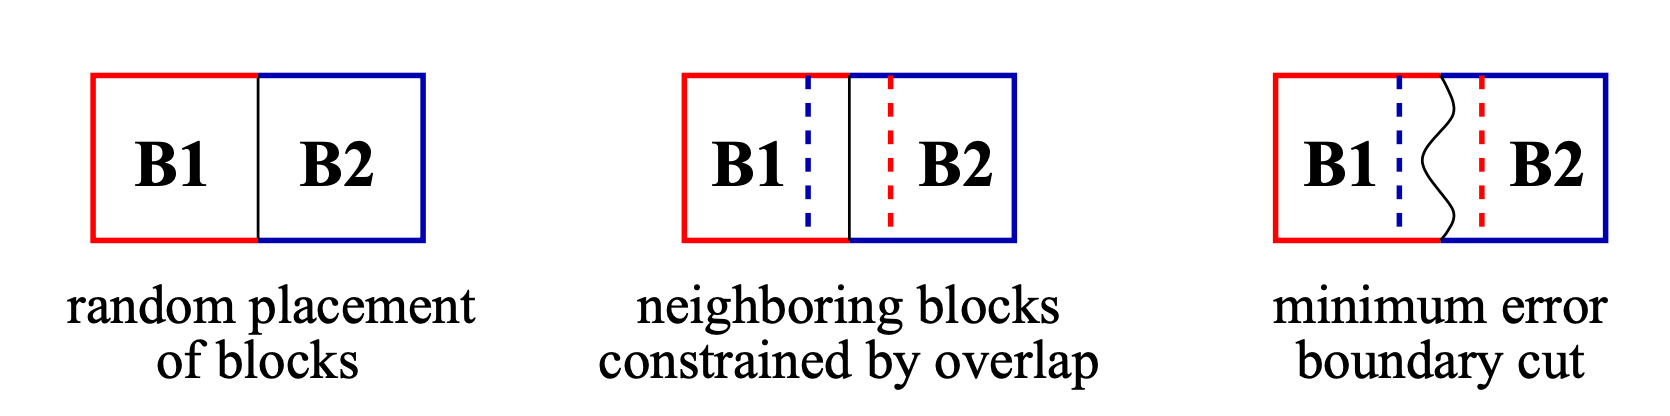 B1 B2
random placement
of blocks
B1 B2
neighboring blocks
constrained by overlap
B1 B2
minimum error
boundary cut